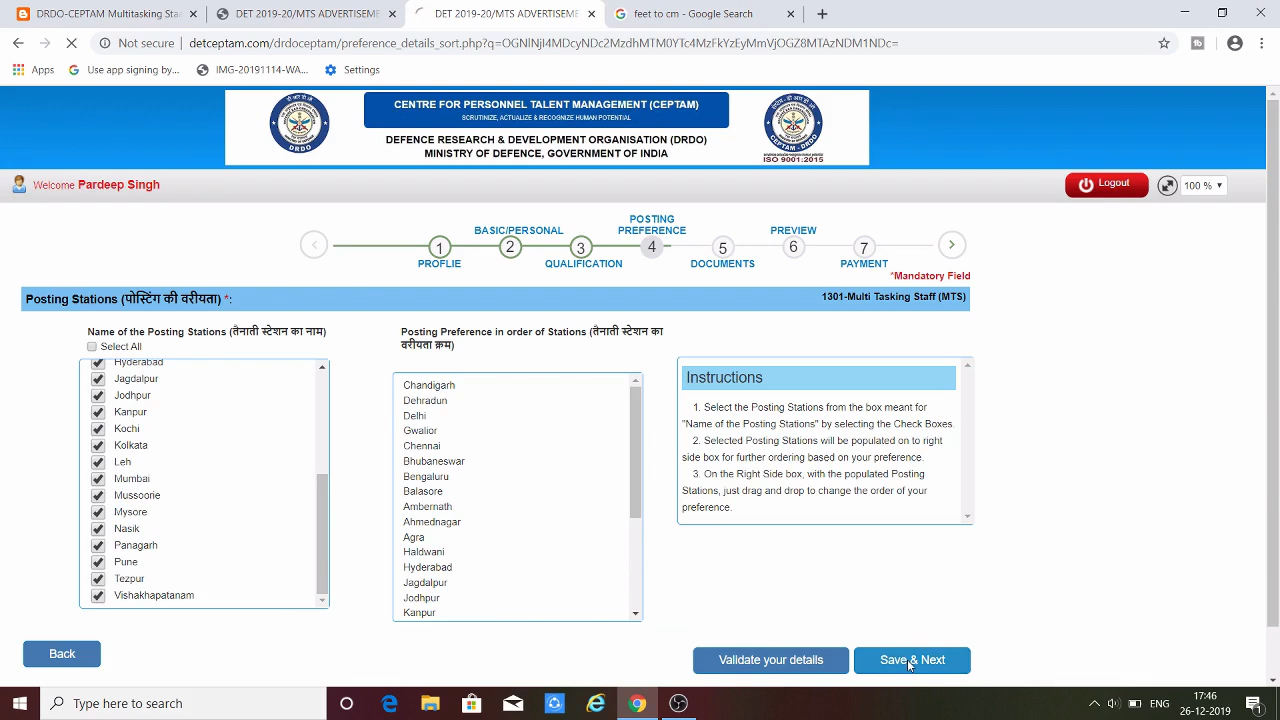 DRDO-CEPTAM Multitasking Sta
DET 2019-20/MTS ADVERTISEME
DET 2019-20/MTS ADVERTISEME
feet to cm - Google Search
Not secure
detceptam.com/drdoceptam/preference_details_sort.php?q=OGNlNjI4MDcyNDc2MzdhMTM0YTc4MzFkYzEyMmVjOGZ8MTAzNDM1NDc=
Apps
Use app signing by...
IMG-20191114-WA...
Settings
CENTRE FOR PERSONNEL TALENT MANAGEMENT (CEPTAM)
SCRUTINIZE, ACTUALIZE & RECOGNIZE HUMAN POTENTIAL
DEFENCE RESEARCH & DEVELOPMENT ORGANISATION (DRDO)
MINISTRY OF DEFENCE, GOVERNMENT OF INDIA
DRDO
CEPTAM - DRDO
ISO 9001:2015
Welcome Pardeep Singh
Logout
100 %
1 PROFLIE
2 BASIC/PERSONAL
3 QUALIFICATION
4 POSTING PREFERENCE
5 DOCUMENTS
6 PREVIEW
7 PAYMENT
*Mandatory Field
Posting Stations (पोस्टिंग की वरीयता) *:
1301-Multi Tasking Staff (MTS)
Name of the Posting Stations (तैनाती स्टेशन का नाम)
Select All
Hyderabad
Jagdalpur
Jodhpur
Kanpur
Kochi
Kolkata
Leh
Mumbai
Mussoorie
Mysore
Nasik
Panagarh
Pune
Tezpur
Vishakhapatanam
Posting Preference in order of Stations (तैनाती स्टेशन का
वरीयता क्रम)
Chandigarh
Dehradun
Delhi
Gwalior
Chennai
Bhubaneswar
Bengaluru
Balasore
Ambernath
Ahmednagar
Agra
Haldwani
Hyderabad
Jagdalpur
Jodhpur
Kanpur
Instructions
1. Select the Posting Stations from the box meant for
"Name of the Posting Stations" by selecting the Check Boxes.
2. Selected Posting Stations will be populated on to right
side box for further ordering based on your preference.
3. On the Right Side box, with the populated Posting
Stations, just drag and drop to change the order of your
preference.
Back
Validate your details
Save & Next
Type here to search
ENG
17:46
26-12-2019